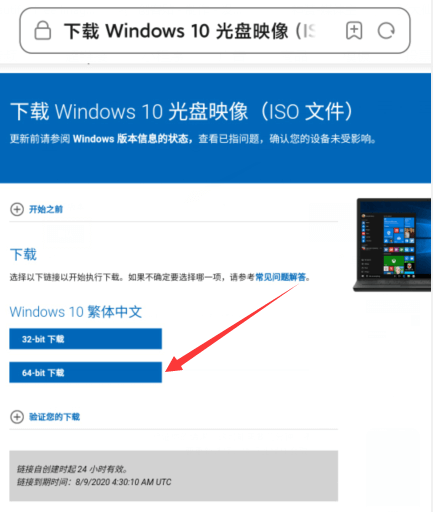 下载 Windows 10 光盘映像（IS
下载 Windows 10 光盘映像（ISO 文件）
更新前请参阅 Windows 版本信息的状态，查看已指问题，确认您的设备未受影响。
开始之前
下载
选择以下链接以开始执行下载。如果不确定要选择哪一项，请参考常见问题解答。
Windows 10 繁体中文
32-bit 下载
64-bit 下载
验证您的下载
链接自创建时起 24 小时有效。
链接到期时间：8/9/2020 4:30:10 AM UTC